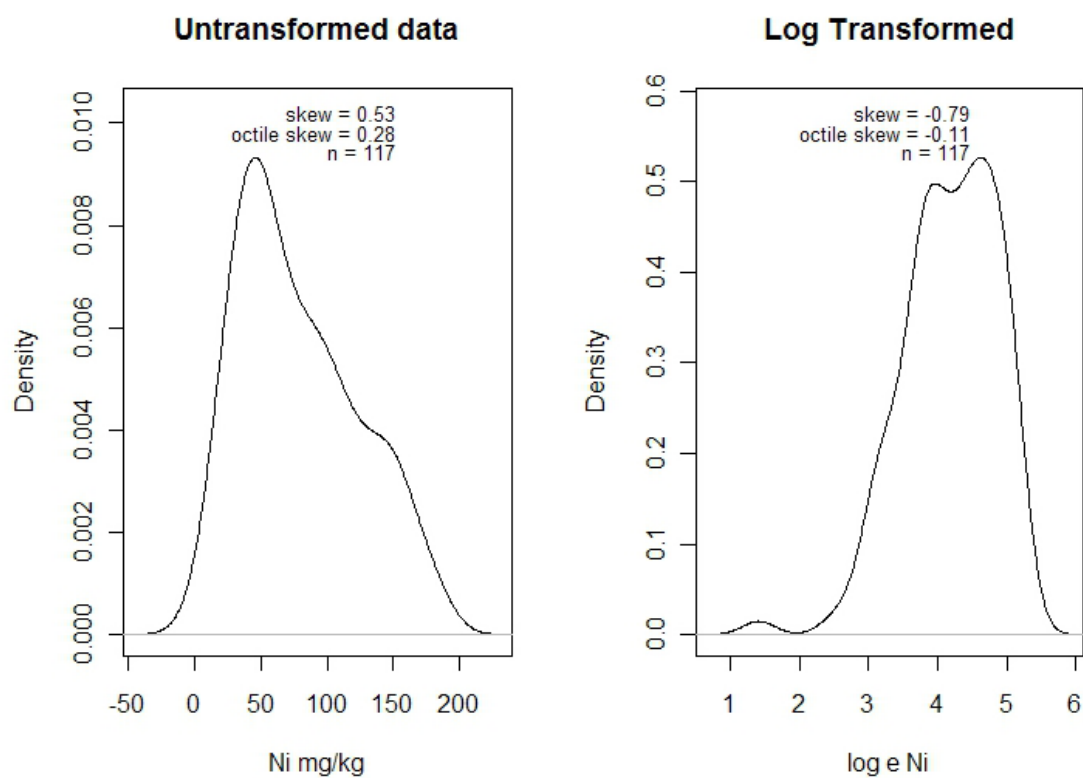 Untransformed data
skew = 0.53
octile skew = 0.28
n = 117
0.010
0.008
0.006
0.004
0.002
0.000
Density
-50 0 50 100 150 200
Ni mg/kg
Log Transformed
skew = -0.79
octile skew = -0.11
n = 117
0.6
0.5
0.4
0.3
0.2
0.1
0.0
Density
1 2 3 4 5 6
log e Ni